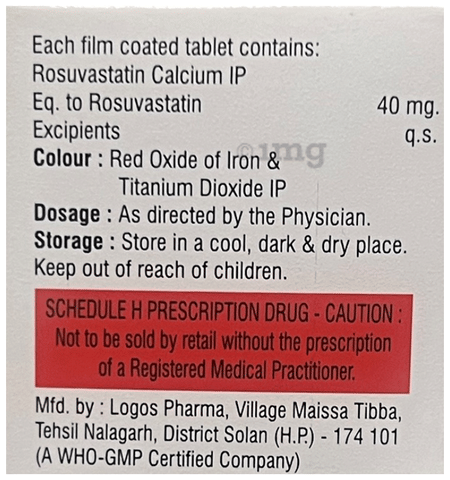 Each film coated tablet contains:
Rosuvastatin Calcium IP
Eq. to Rosuvastatin 40 mg.
Excipients q.s.
Colour : Red Oxide of Iron &
Titanium Dioxide IP
Dosage : As directed by the Physician.
Storage : Store in a cool, dark & dry place.
Keep out of reach of children.
SCHEDULE H PRESCRIPTION DRUG - CAUTION :
Not to be sold by retail without the prescription
of a Registered Medical Practitioner.
Mfd. by : Logos Pharma, Village Maissa Tibba,
Tehsil Nalagarh, District Solan (H.P.) - 174 101
(A WHO-GMP Certified Company)
©1mg